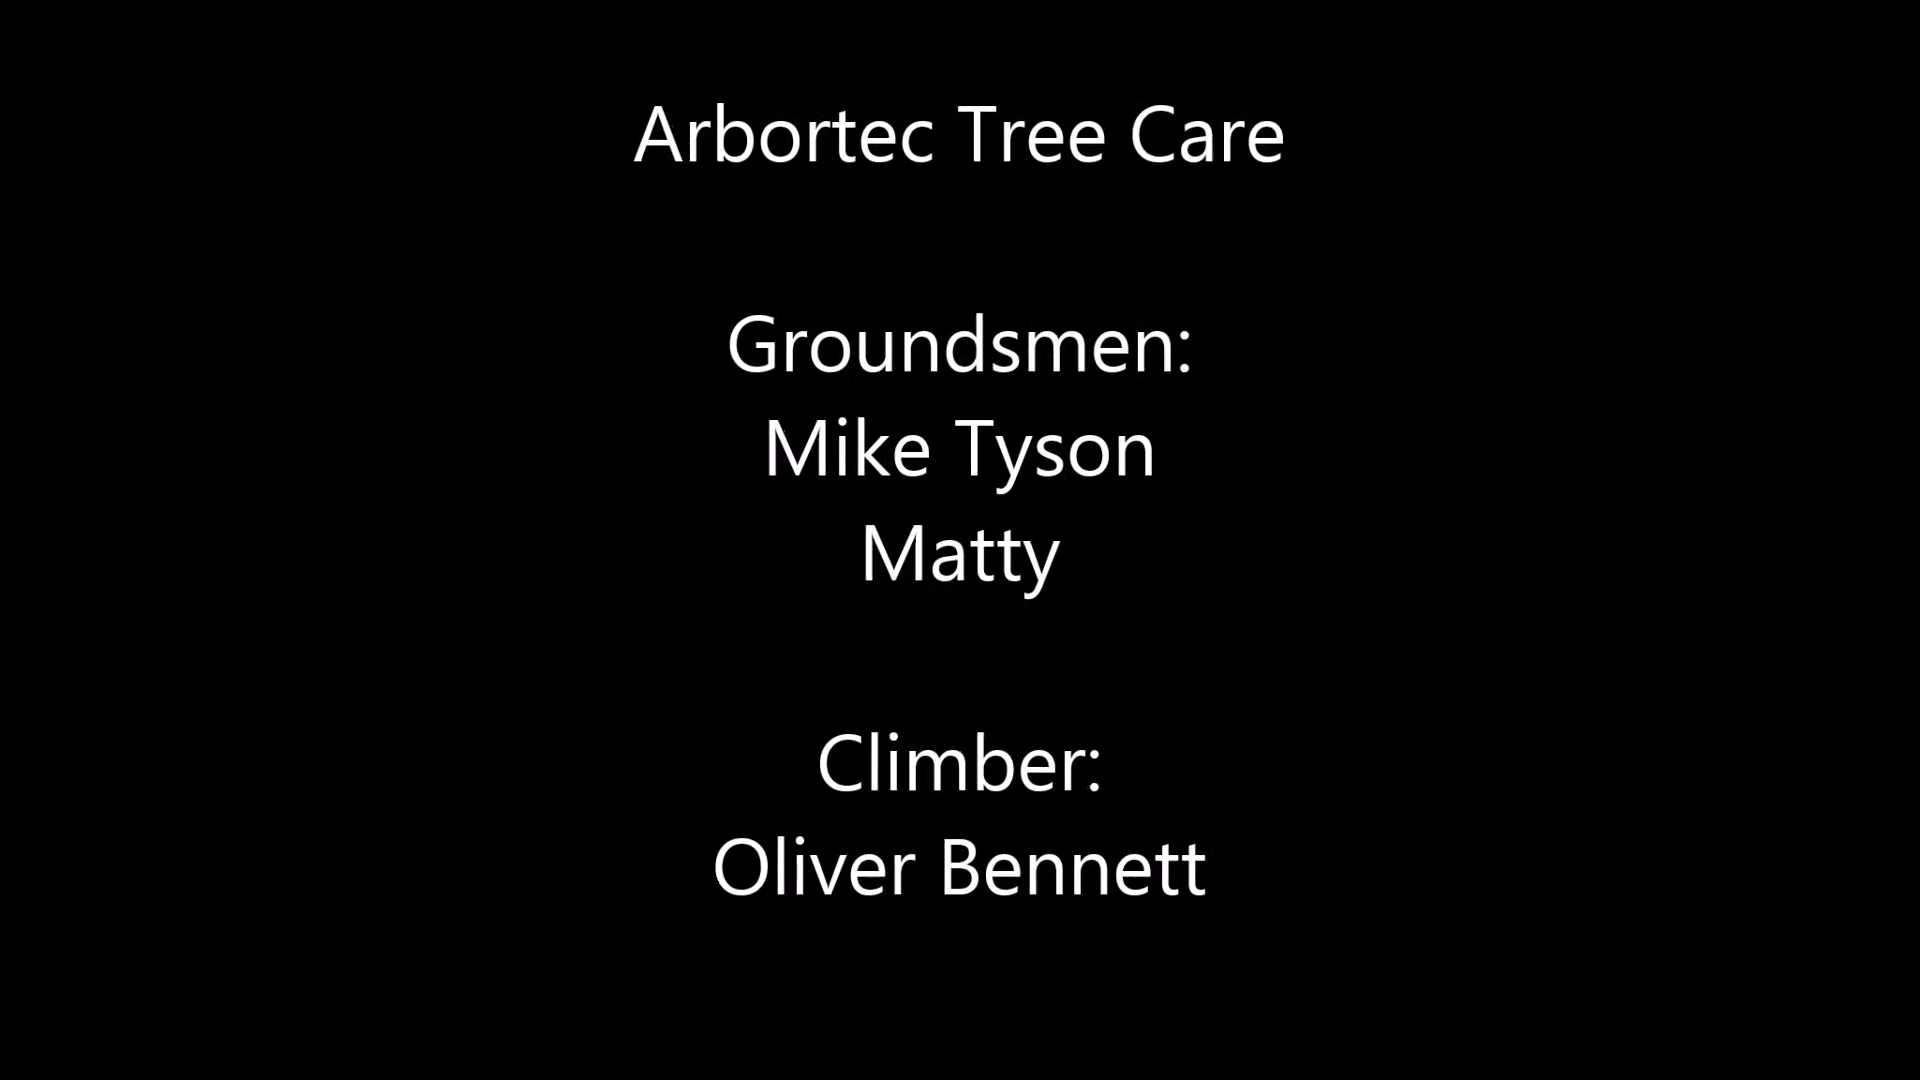 Arbortec Tree Care
Groundsmen:
Mike Tyson
Matty
Climber:
Oliver Bennett